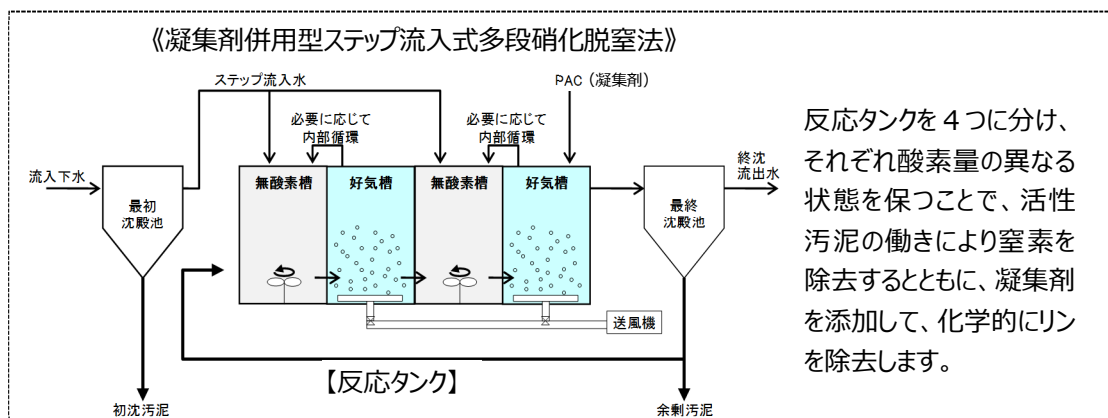 《凝集剤併用型ステップ流入式多段硝化脱窒法》
ステップ流入水
PAC（凝集剤）
必要に応じて
内部循環
必要に応じて
内部循環
流入下水
最初
沈殿池
無酸素槽
好気槽
無酸素槽
好気槽
最終
沈殿池
終沈
流出水
送風機
【反応タンク】
初沈汚泥
余剰汚泥
反応タンクを４つに分け、
それぞれ酸素量の異なる
状態を保つことで、活性
汚泥の働きにより窒素を
除去するとともに、凝集剤
を添加して、化学的にリン
を除去します。